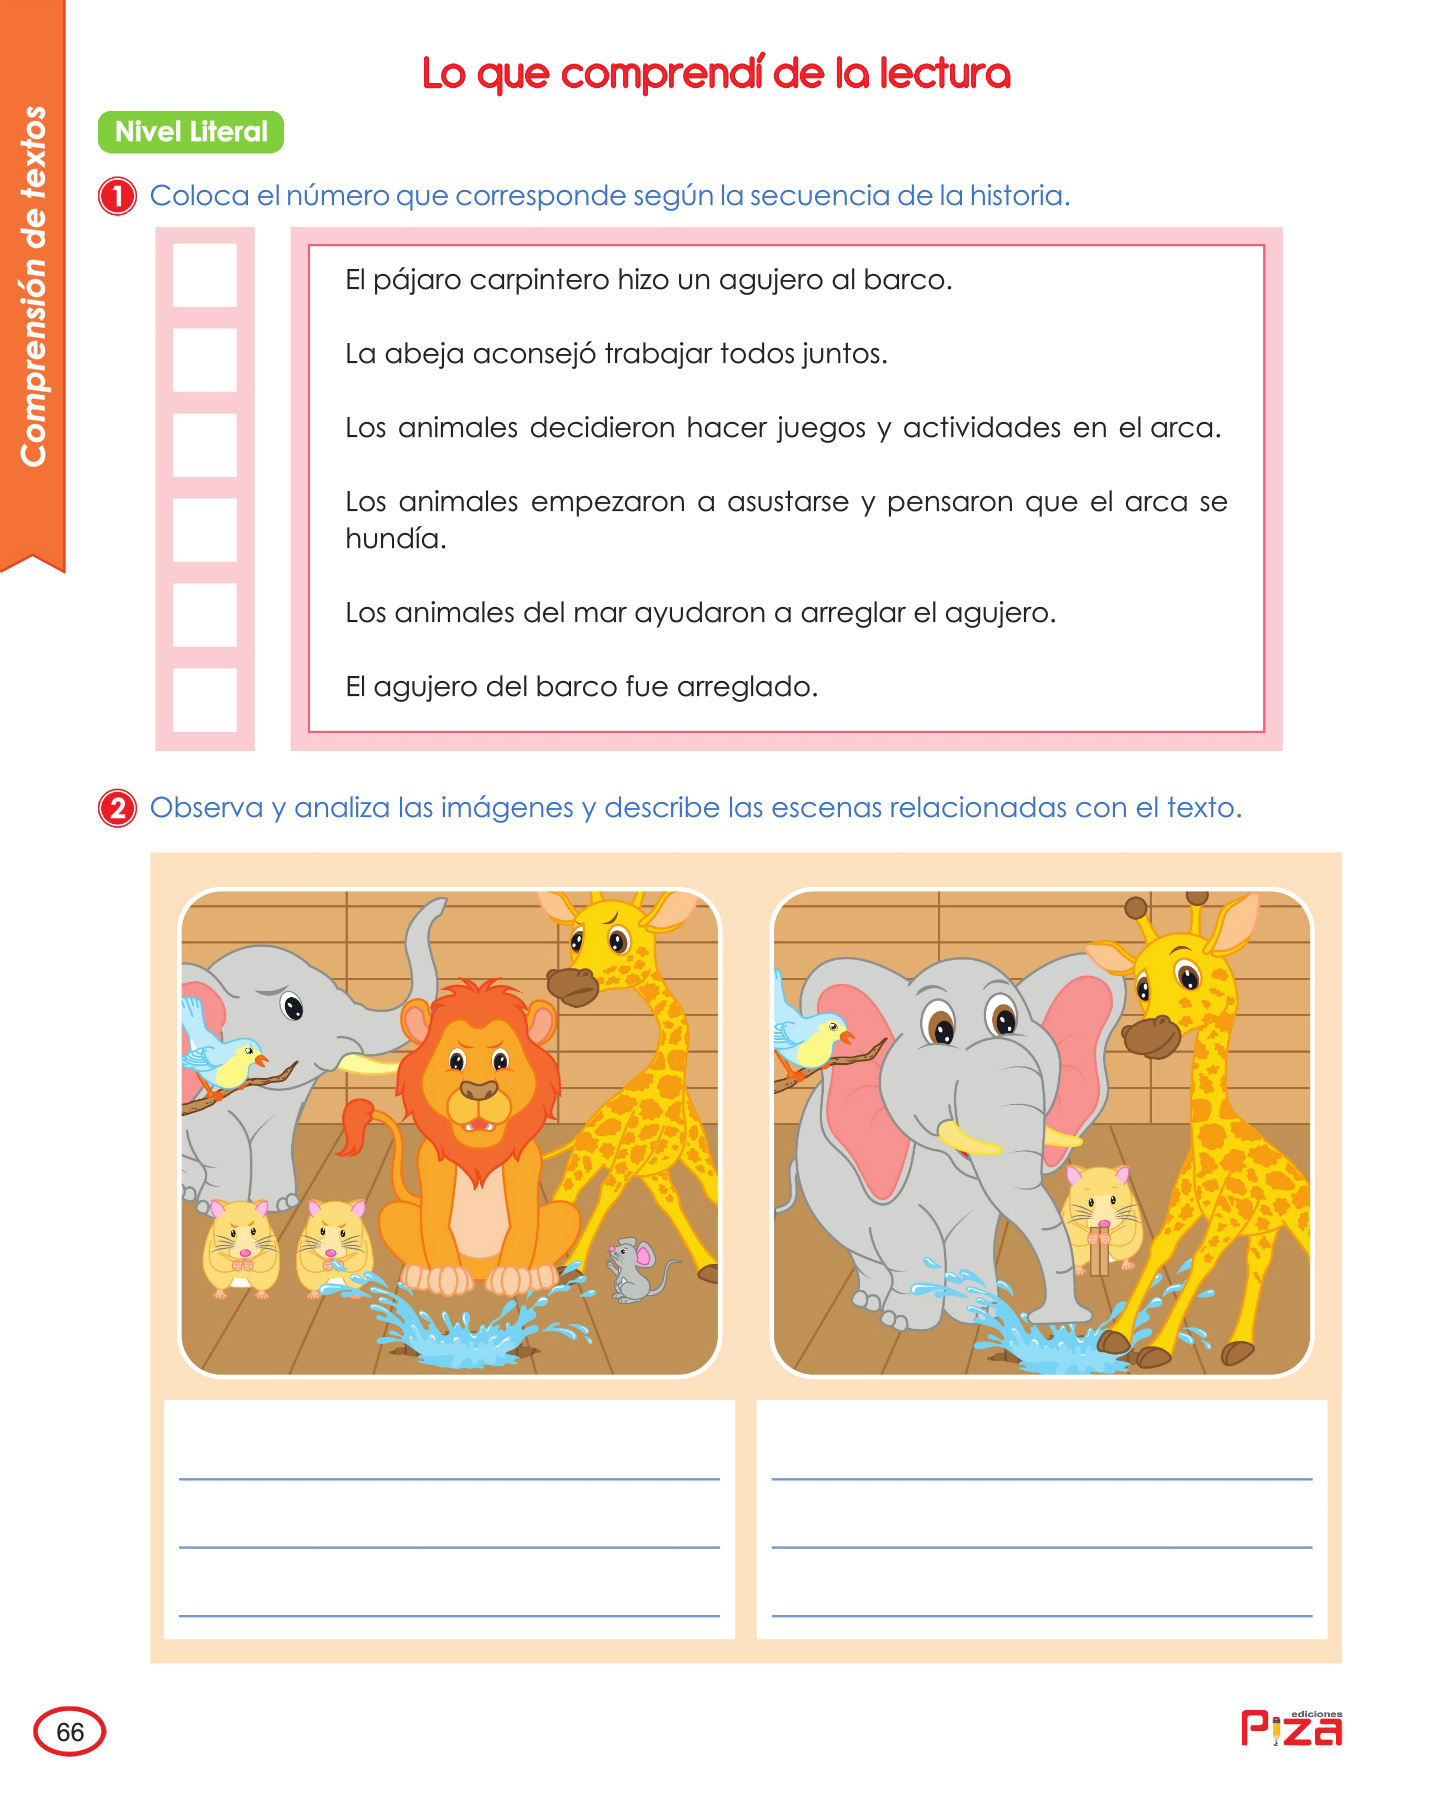 Comprensión de textos
Lo que comprendí de la lectura
Nivel Literal
1 Coloca el número que corresponde según la secuencia de la historia.
El pájaro carpintero hizo un agujero al barco.
La abeja aconsejó trabajar todos juntos.
Los animales decidieron hacer juegos y actividades en el arca.
Los animales empezaron a asustarse y pensaron que el arca se
hundía.
Los animales del mar ayudaron a arreglar el agujero.
El agujero del barco fue arreglado.
2 Observa y analiza las imágenes y describe las escenas relacionadas con el texto.
66
ediciones
Piza